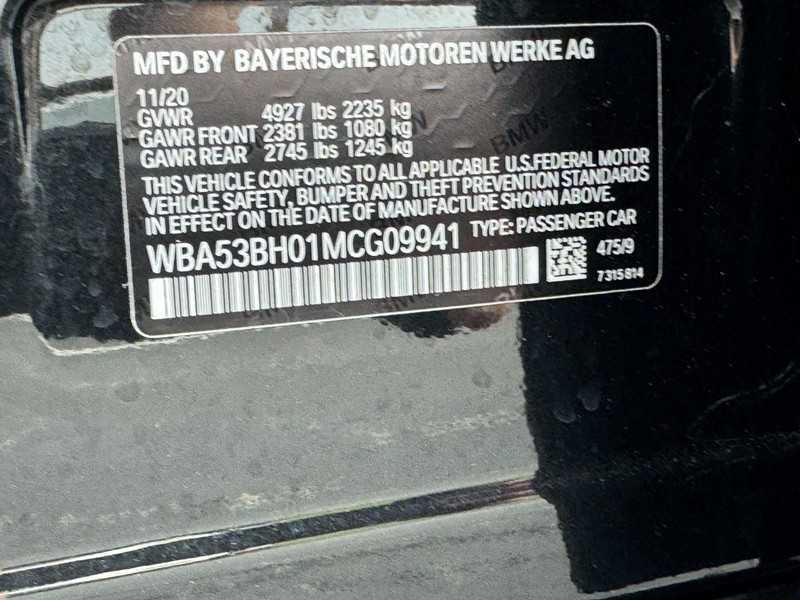 MFD BY BAYERISCHE MOTOREN WERKE AG
11/20
GVWR 4927 lbs 2235 kg
GAWR FRONT 2381 lbs 1080 kg
GAWR REAR 2745 lbs 1245 kg
THIS VEHICLE CONFORMS TO ALL APPLICABLE U.S.FEDERAL MOTOR
VEHICLE SAFETY, BUMPER AND THEFT PREVENTION STANDARDS
IN EFFECT ON THE DATE OF MANUFACTURE SHOWN ABOVE.
WBA53BH01MCG09941 TYPE: PASSENGER CAR
475/9
7315814
BMW